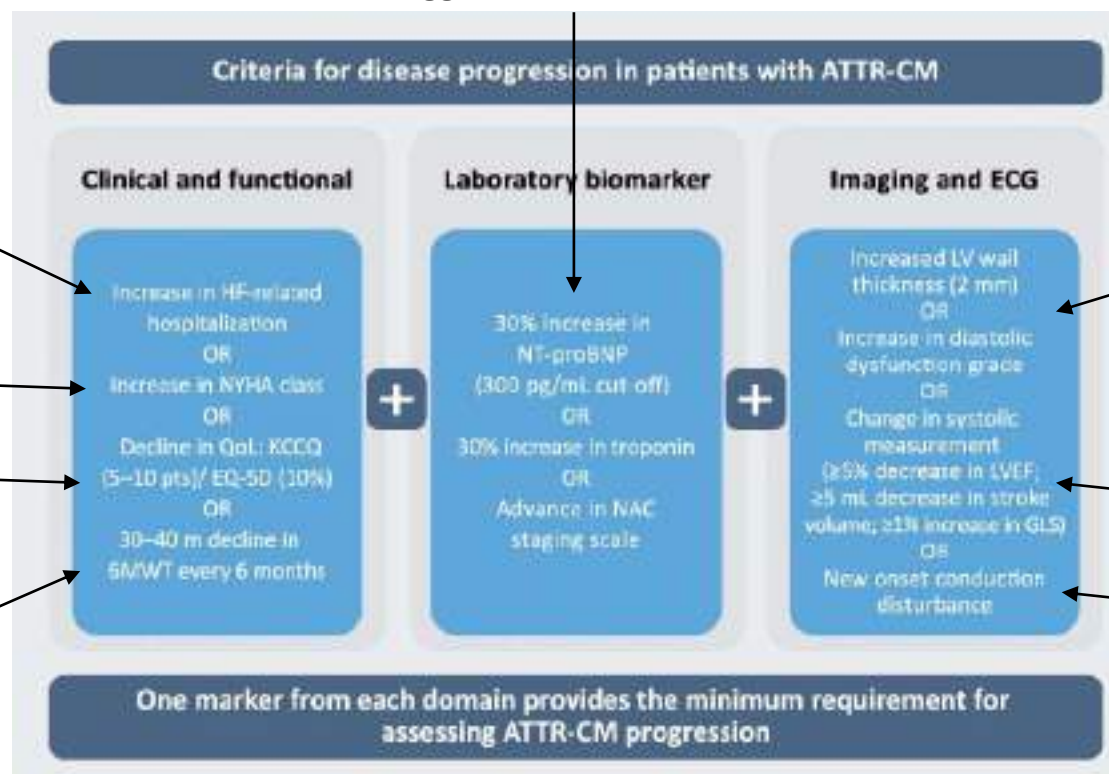 gg
Criteria for disease progression in patients with ATTR-CM
Clinical and functional
Increase in HF-related
hospitalization
OR
Increase in NYHA class
OR
Decline in QoL: KCCQ
(5–10 pts)/ EQ-5D (10%)
OR
30–40 m decline in
6MWT every 6 months
+
Laboratory biomarker
30% increase in
NT-proBNP
(300 pg/mL cut off)
OR
30% increase in troponin
OR
Advance in NAC
staging scale
+
Imaging and ECG
Increased LV wall
thickness (2 mm)
OR
Increase in diastolic
dysfunction grade
OR
Change in systolic
measurement
(≥5% decrease in LVEF;
≥5 mL decrease in stroke
volume; ≥1% increase in GLS)
OR
New onset conduction
disturbance
One marker from each domain provides the minimum requirement for
assessing ATTR-CM progression